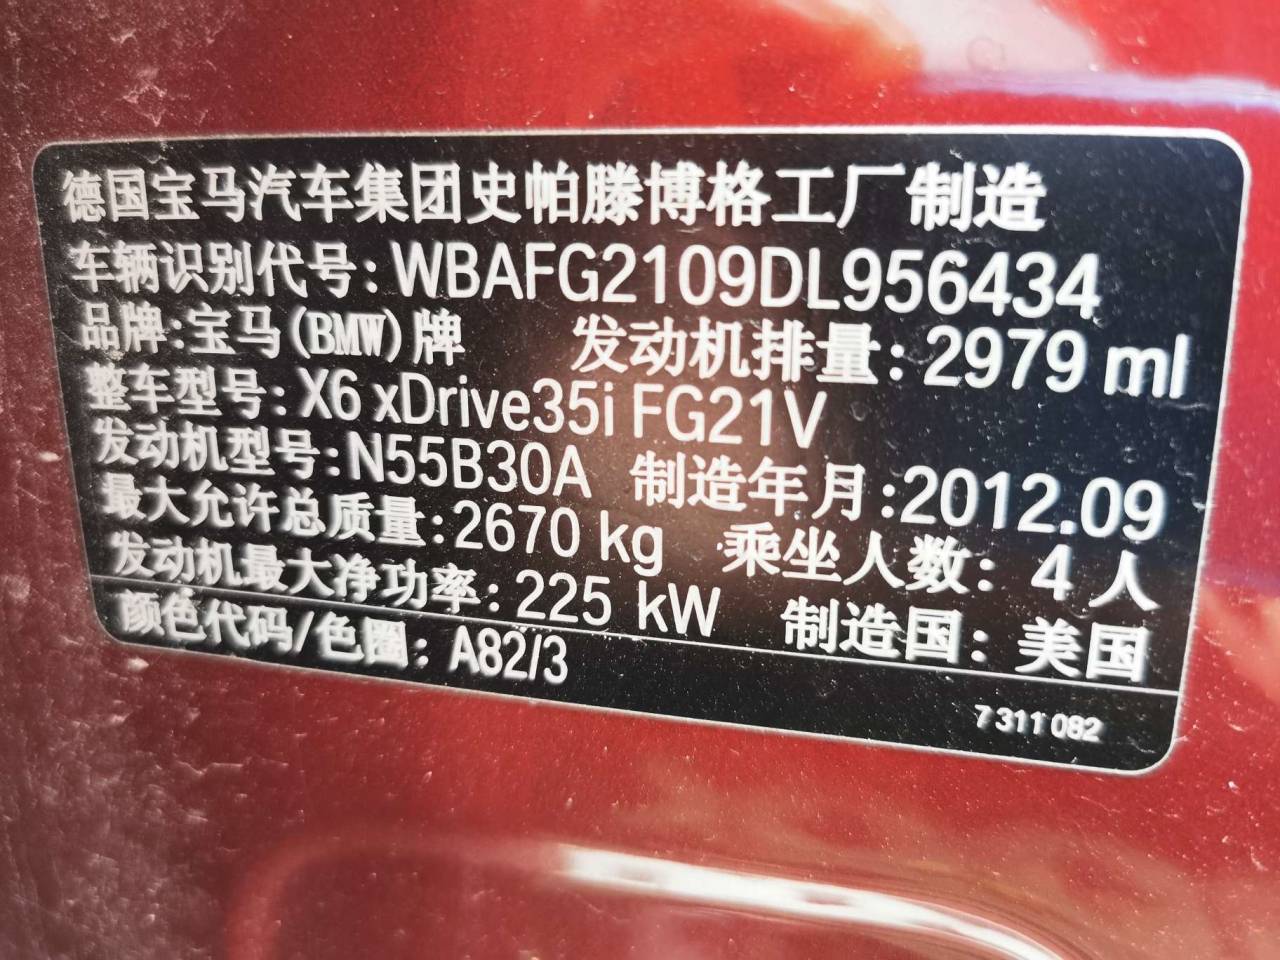 德国宝马汽车集团史帕滕博格工厂制造
车辆识别代号:WBAFG2109DL956434
品牌:宝马(BMW)牌 发动机排量:2979 ml
整车型号:X6 xDrive35i FG21V
发动机型号:N55B30A 制造年月:2012.09
最大允许总质量:2670 kg 乘坐人数:4人
发动机最大净功率:225 kW 制造国:美国
颜色代码/色圈:A82/3
7 311 082